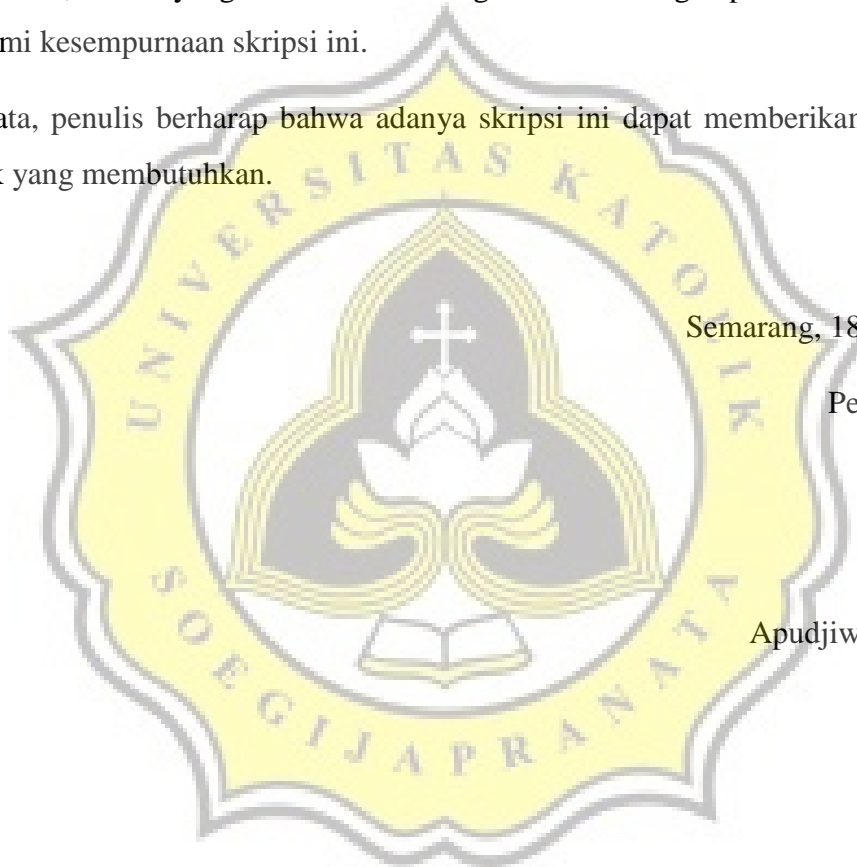 mi kesempurnaan skripsi ini.
ata, penulis berharap bahwa adanya skripsi ini dapat memberikan
k yang membutuhkan.
Semarang, 18
Pe
Apudjiw
UNIVERSITAS KATOLIK
SOEGIJAPRANATA